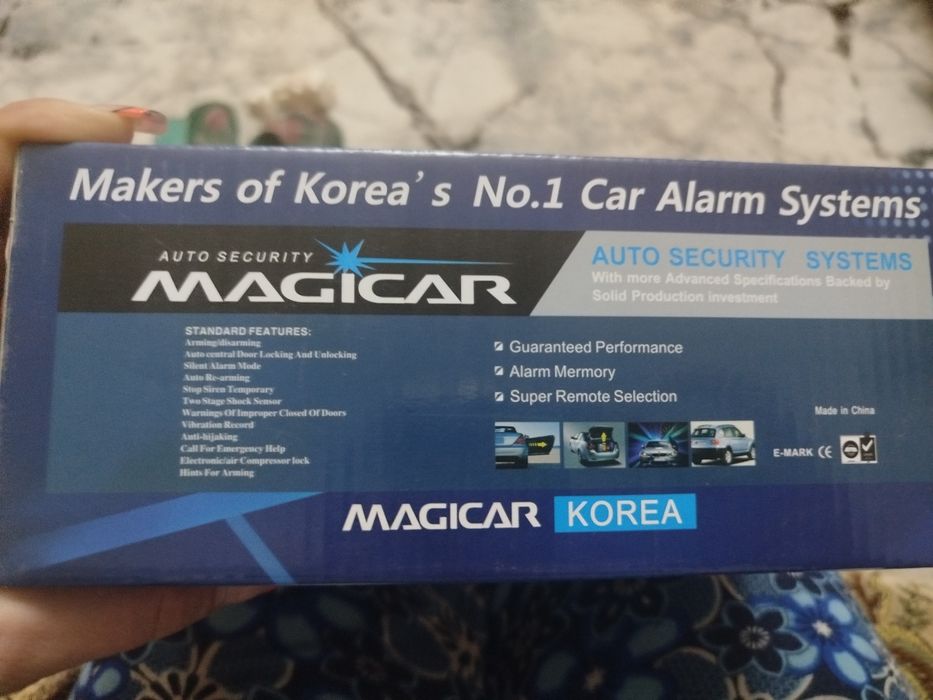 Makers of Korea's No.1 Car Alarm Systems
AUTO SECURITY
MAGICAR
AUTO SECURITY SYSTEMS
With more Advanced Specifications Backed by
Solid Production investment
STANDARD FEATURES:
Arming/disarming
Auto central Door Locking And Unlocking
Silent Alarm Mode
Auto Re-arming
Stop Siren Temporary
Two Stage Shock Sensor
Warnings Of Improper Closed Of Doors
Vibration Record
Anti-hijaking
Call For Emergency Help
Electronic/air Compressor lock
Hints For Arming
Guaranteed Performance
Alarm Mermory
Super Remote Selection
Made in China
E-MARK CE
MAGICAR KOREA